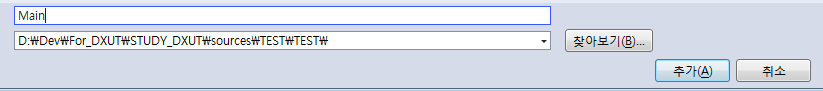 Main
D:₩Dev₩For_DXUT₩STUDY_DXUT₩sources₩TEST₩TEST₩ 찾아보기(B)...
추가(A) 취소